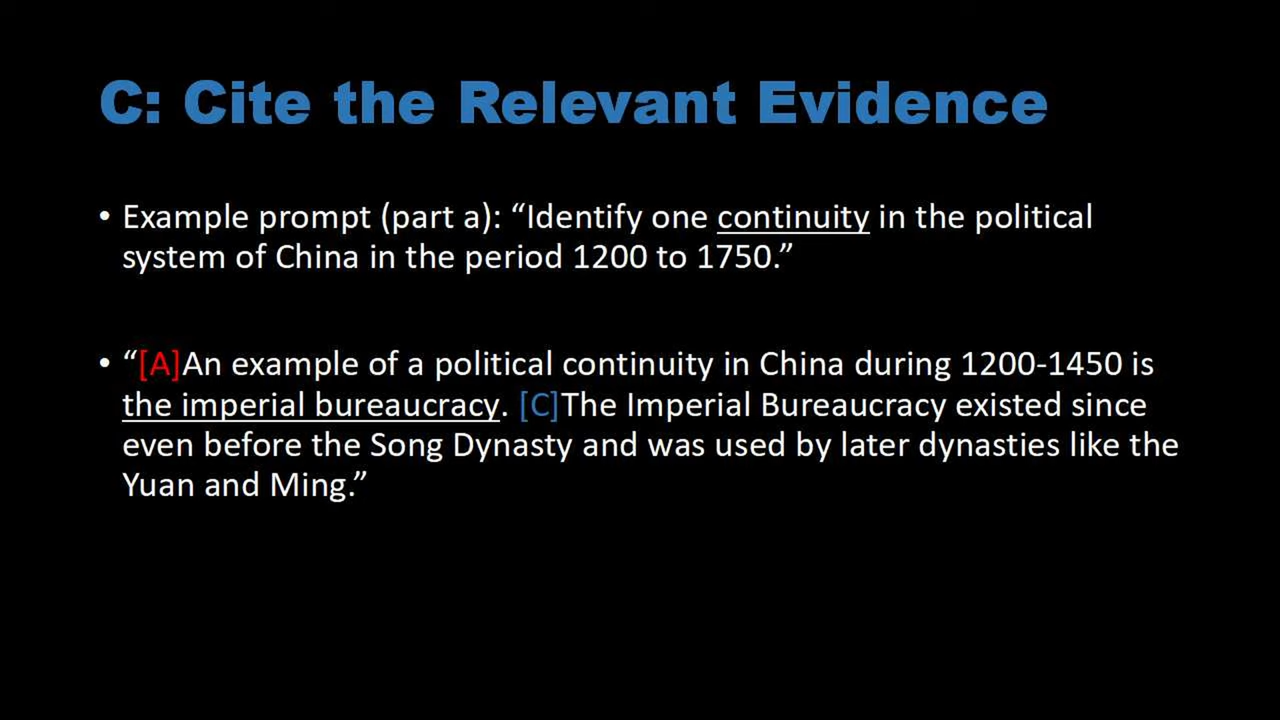 C: Cite the Relevant Evidence
• Example prompt (part a): “Identify one continuity in the political
system of China in the period 1200 to 1750.”
• “[A]An example of a political continuity in China during 1200-1450 is
the imperial bureaucracy. [C]The Imperial Bureaucracy existed since
even before the Song Dynasty and was used by later dynasties like the
Yuan and Ming.”